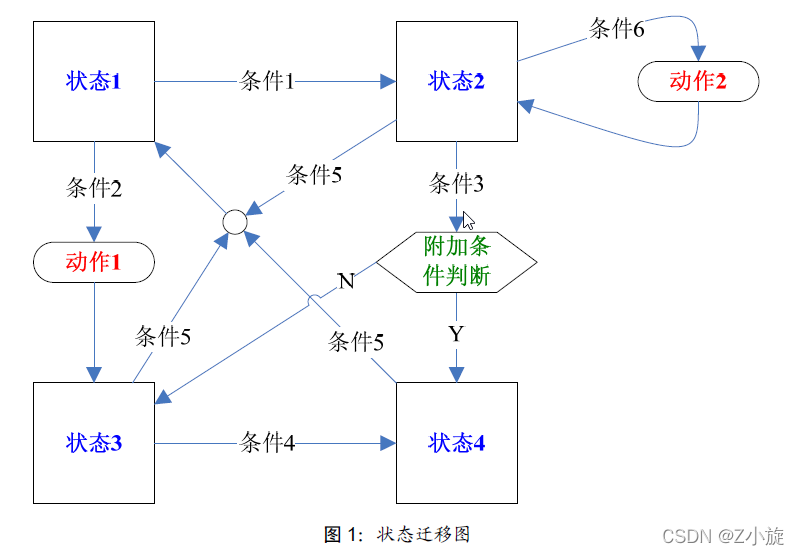 条件6
状态1
条件1
状态2
动作2
条件5
条件2
条件3
动作1
附加条
件判断
N
条件5
条件5
Y
状态3
条件4
状态4
图 1：状态迁移图
CSDN @Z小旋